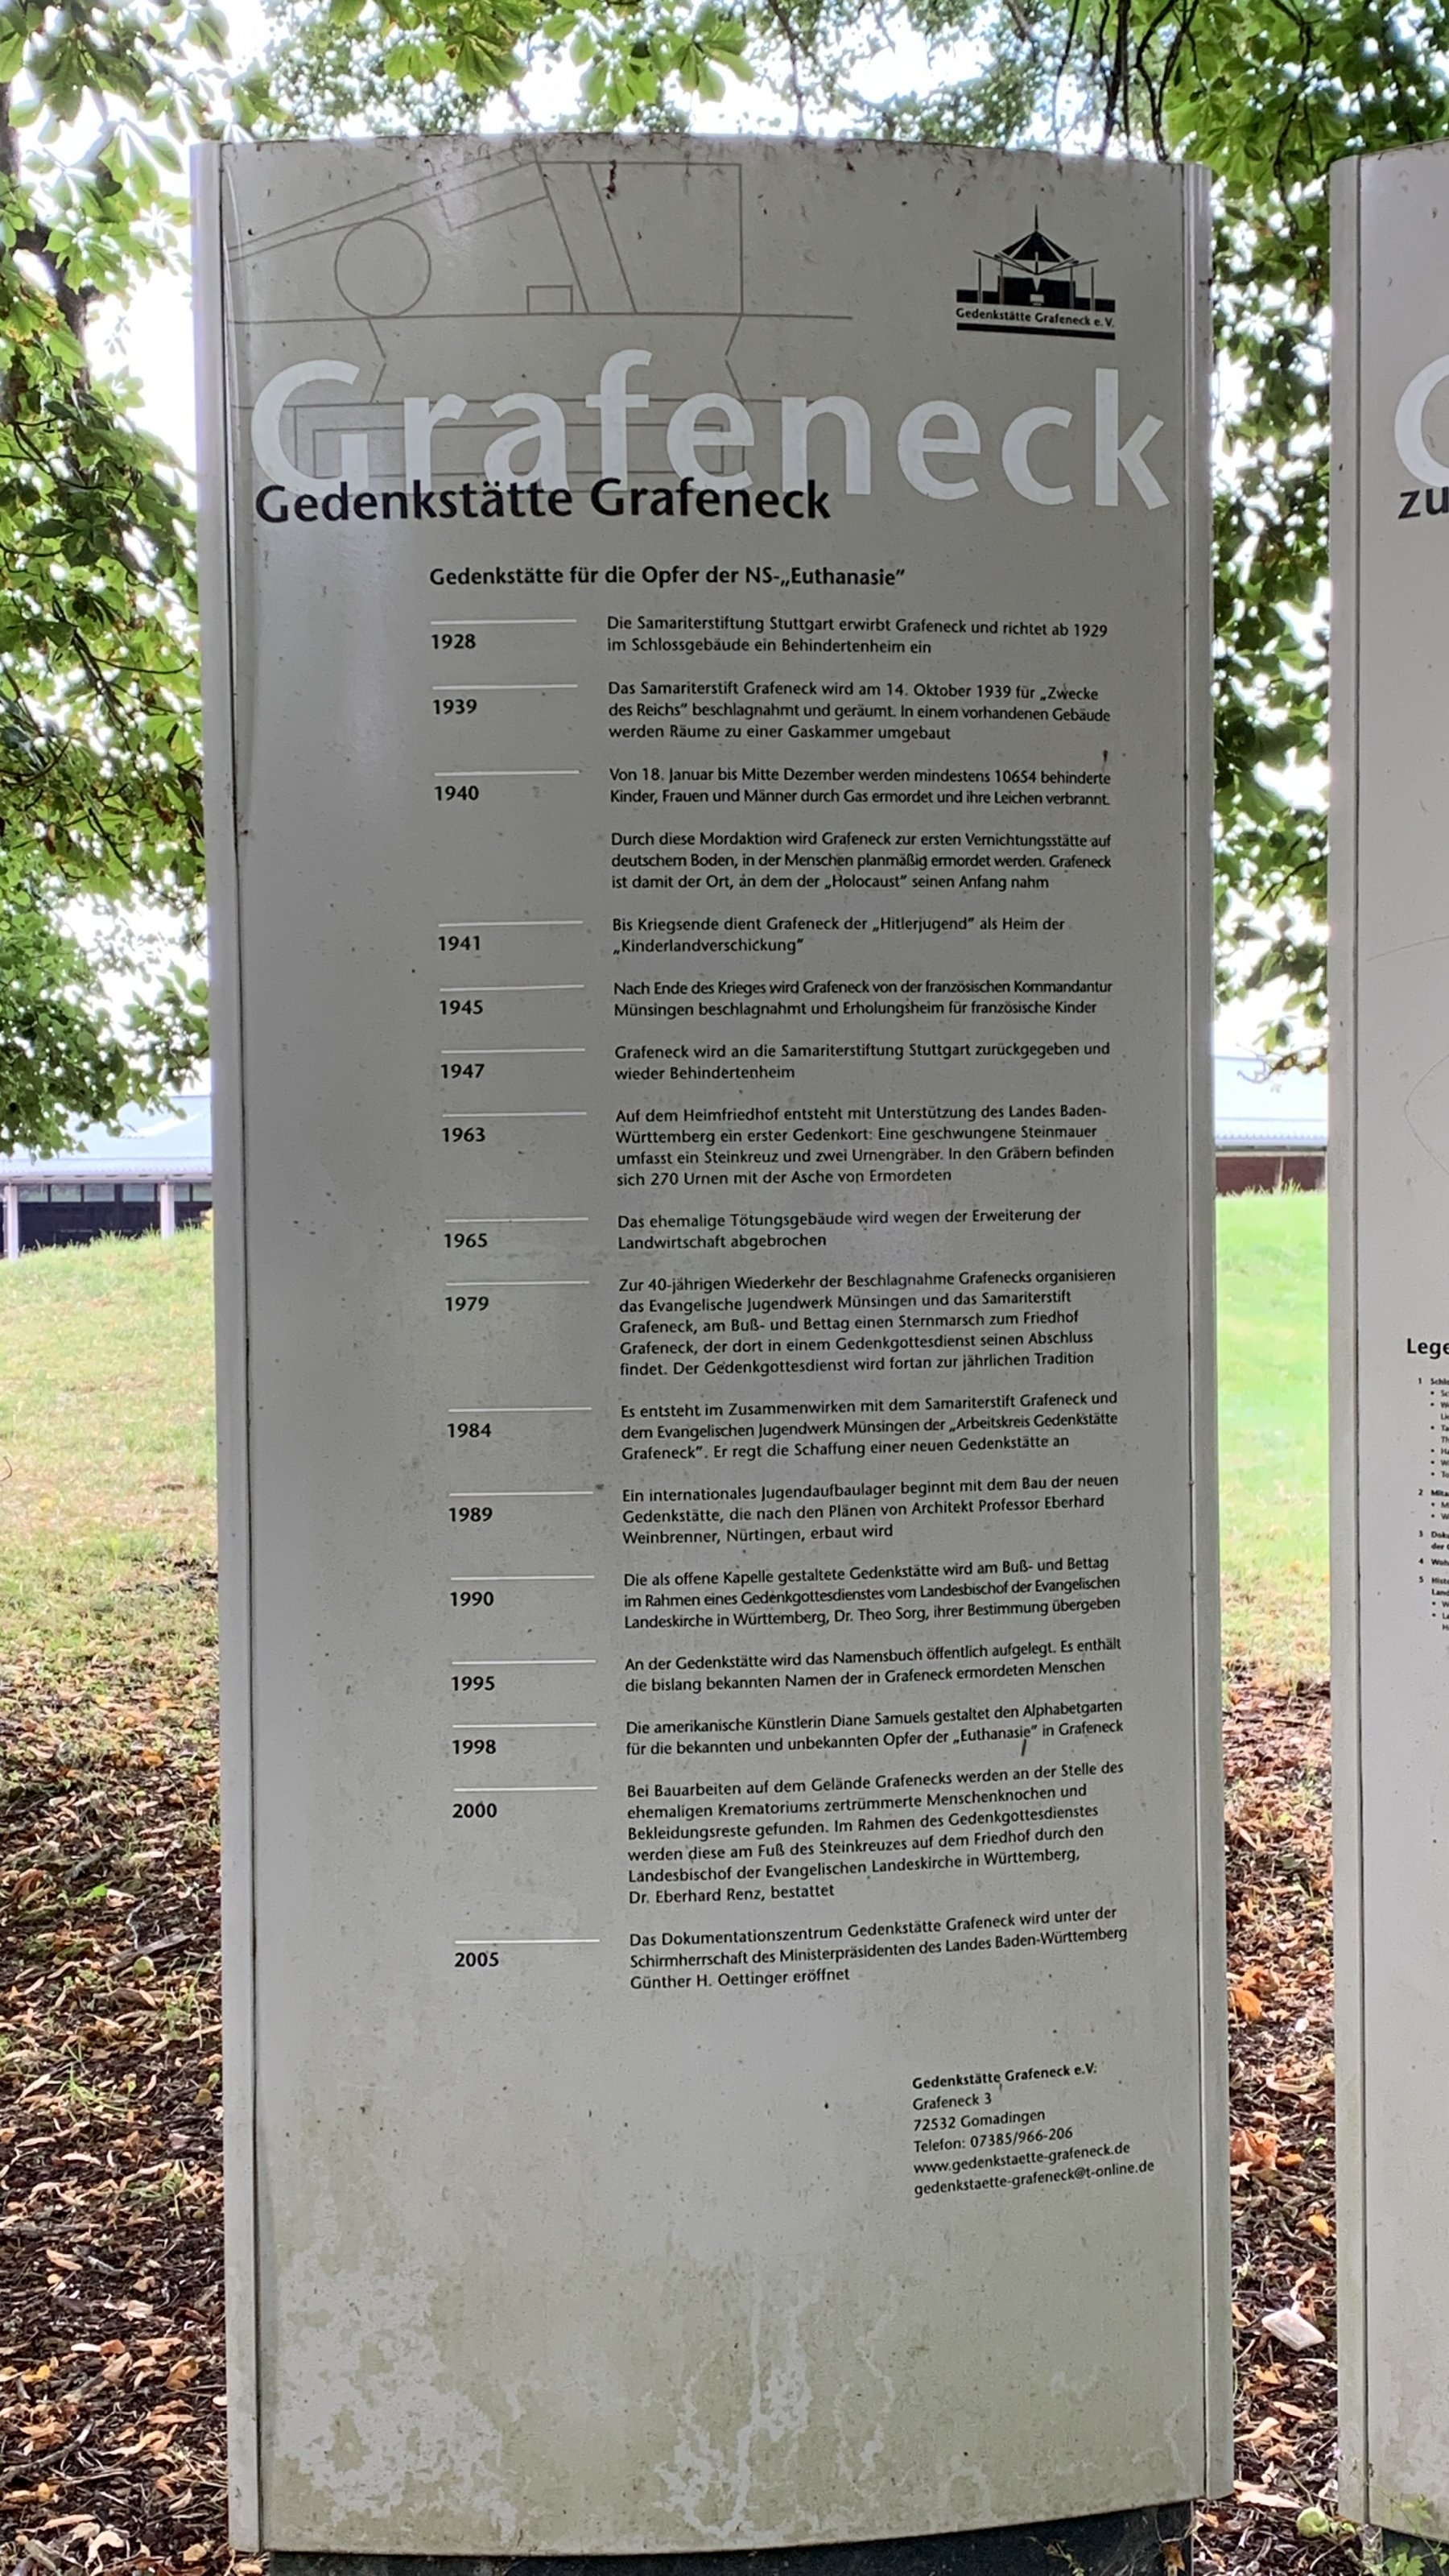 Gedenkstätte Grafeneck e.V.
Grafeneck
Gedenkstätte Grafeneck
Gedenkstätte für die Opfer der NS-„Euthanasie“
1928
Die Samariterstiftung Stuttgart erwirbt Grafeneck und richtet ab 1929
im Schlossgebäude ein Behindertenheim ein
1939
Das Samariterstift Grafeneck wird am 14. Oktober 1939 für „Zwecke
des Reichs“ beschlagnahmt und geräumt. In einem vorhandenen Gebäude
werden Räume zu einer Gaskammer umgebaut
1940
Von 18. Januar bis Mitte Dezember werden mindestens 10654 behinderte
Kinder, Frauen und Männer durch Gas ermordet und ihre Leichen verbrannt.
Durch diese Mordaktion wird Grafeneck zur ersten Vernichtungsstätte auf
deutschem Boden, in der Menschen planmäßig ermordet werden. Grafeneck
ist damit der Ort, an dem der „Holocaust“ seinen Anfang nahm
1941
Bis Kriegsende dient Grafeneck der „Hitlerjugend“ als Heim der
„Kinderlandverschickung“
1945
Nach Ende des Krieges wird Grafeneck von der französischen Kommandantur
Münsingen beschlagnahmt und Erholungsheim für französische Kinder
1947
Grafeneck wird an die Samariterstiftung Stuttgart zurückgegeben und
wieder Behindertenheim
1963
Auf dem Heimfriedhof entsteht mit Unterstützung des Landes Baden-
Württemberg ein erster Gedenkort: Eine geschwungene Steinmauer
umfasst ein Steinkreuz und zwei Urnengräber. In den Gräbern befinden
sich 270 Urnen mit der Asche von Ermordeten
1965
Das ehemalige Tötungsgebäude wird wegen der Erweiterung der
Landwirtschaft abgebrochen
1979
Zur 40-jährigen Wiederkehr der Beschlagnahme Grafenecks organisieren
das Evangelische Jugendwerk Münsingen und das Samariterstift
Grafeneck, am Buß- und Bettag einen Sternmarsch zum Friedhof
Grafeneck, der dort in einem Gedenkgottesdienst seinen Abschluss
findet. Der Gedenkgottesdienst wird fortan zur jährlichen Tradition
1984
Es entsteht im Zusammenwirken mit dem Samariterstift Grafeneck und
dem Evangelischen Jugendwerk Münsingen der „Arbeitskreis Gedenkstätte
Grafeneck“. Er regt die Schaffung einer neuen Gedenkstätte an
1989
Ein internationales Jugendaufbaulager beginnt mit dem Bau der neuen
Gedenkstätte, die nach den Plänen von Architekt Professor Eberhard
Weinbrenner, Nürtingen, erbaut wird
1990
Die als offene Kapelle gestaltete Gedenkstätte wird am Buß- und Bettag
im Rahmen eines Gedenkgottesdienstes vom Landesbischof der Evangelischen
Landeskirche in Württemberg, Dr. Theo Sorg, ihrer Bestimmung übergeben
1995
An der Gedenkstätte wird das Namensbuch öffentlich aufgelegt. Es enthält
die bislang bekannten Namen der in Grafeneck ermordeten Menschen
1998
Die amerikanische Künstlerin Diane Samuels gestaltet den Alphabetgarten
für die bekannten und unbekannten Opfer der „Euthanasie“ in Grafeneck
2000
Bei Bauarbeiten auf dem Gelände Grafenecks werden an der Stelle des
ehemaligen Krematoriums zertrümmerte Menschenknochen und
Bekleidungsreste gefunden. Im Rahmen des Gedenkgottesdienstes
werden diese am Fuß des Steinkreuzes auf dem Friedhof durch den
Landesbischof der Evangelischen Landeskirche in Württemberg,
Dr. Eberhard Renz, bestattet
2005
Das Dokumentationszentrum Gedenkstätte Grafeneck wird unter der
Schirmherrschaft des Ministerpräsidenten des Landes Baden-Württemberg
Günther H. Oettinger eröffnet
Gedenkstätte Grafeneck e.V.
Grafeneck 3
72532 Gomadingen
Telefon: 07385/966-206
www.gedenkstaette-grafeneck.de
gedenkstaette-grafeneck@t-online.de
zu
Lege